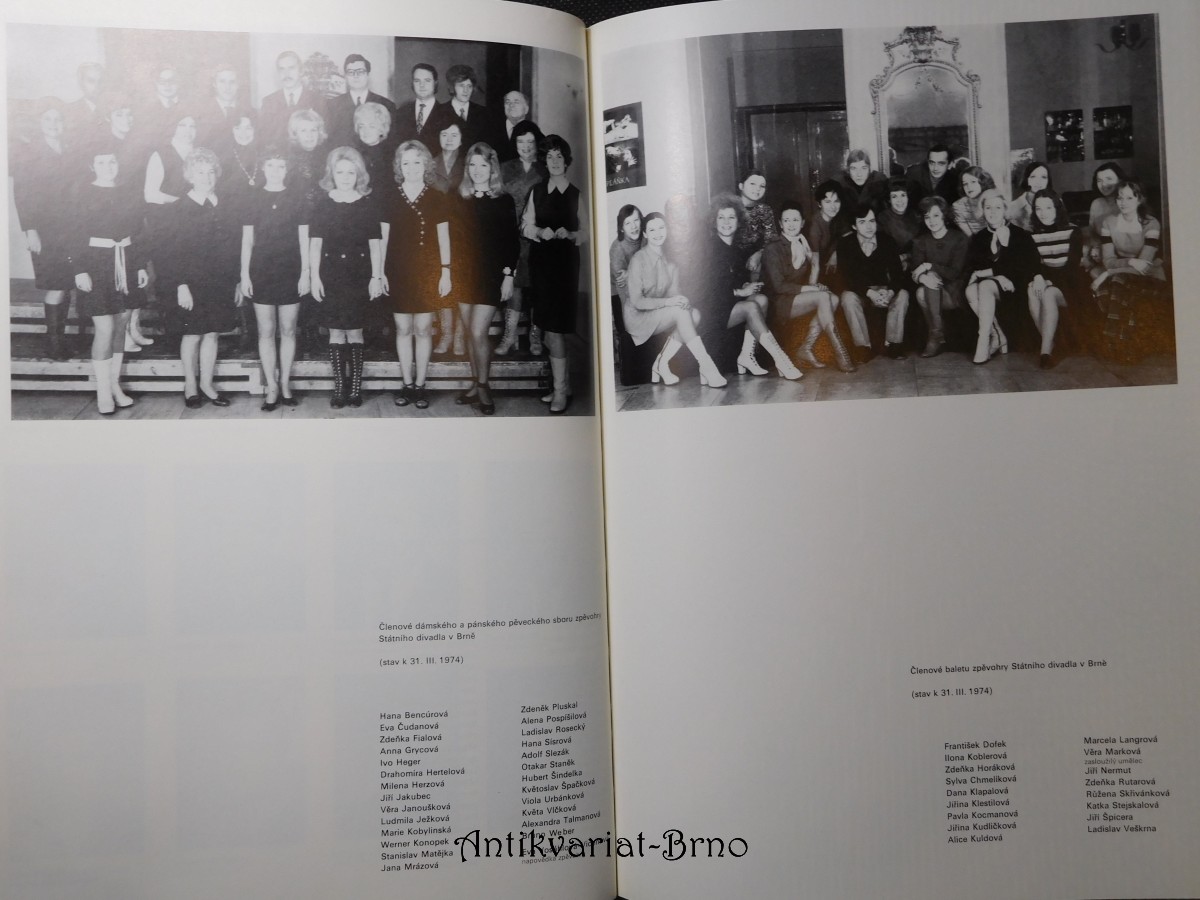 Členové dámského a pánského pěveckého sboru zpěvohry
Státního divadla v Brně
(stav k 31. III. 1974)
Hana Bencúrová
Eva Čudanová
Zdeňka Fialová
Anna Grycová
Ivo Heger
Drahomíra Hertelová
Milena Herzová
Jiří Jakubec
Věra Janoušková
Ludmila Ježková
Marie Kobylinská
Werner Konopek
Stanislav Matějka
Jana Mrázová
Zdeněk Pluskal
Alena Pospíšilová
Ladislav Rosecký
Hana Sisrová
Adolf Slezák
Otakar Staněk
Hubert Šindelka
Květoslav Spačková
Viola Urbánková
Květa Vlčková
Alexandra Talmanová
Bruno Weber
napovědka
Členové baletu zpěvohry Státního divadla v Brně
(stav k 31. III. 1974)
František Dofek
Ilona Koblerová
Zdeňka Horáková
Sylva Chmelíková
Dana Klapalová
Jiřina Klestilová
Pavla Kocmanová
Jiřina Kudličková
Alice Kuldová
Marcela Langrová
Věra Marková
zasloužilý umělec
Jiří Nermut
Zdeňka Rutarová
Růžena Skřivánková
Katka Stejskalová
Jiří Špicera
Ladislav Veškrna
Antikvariat-Brno